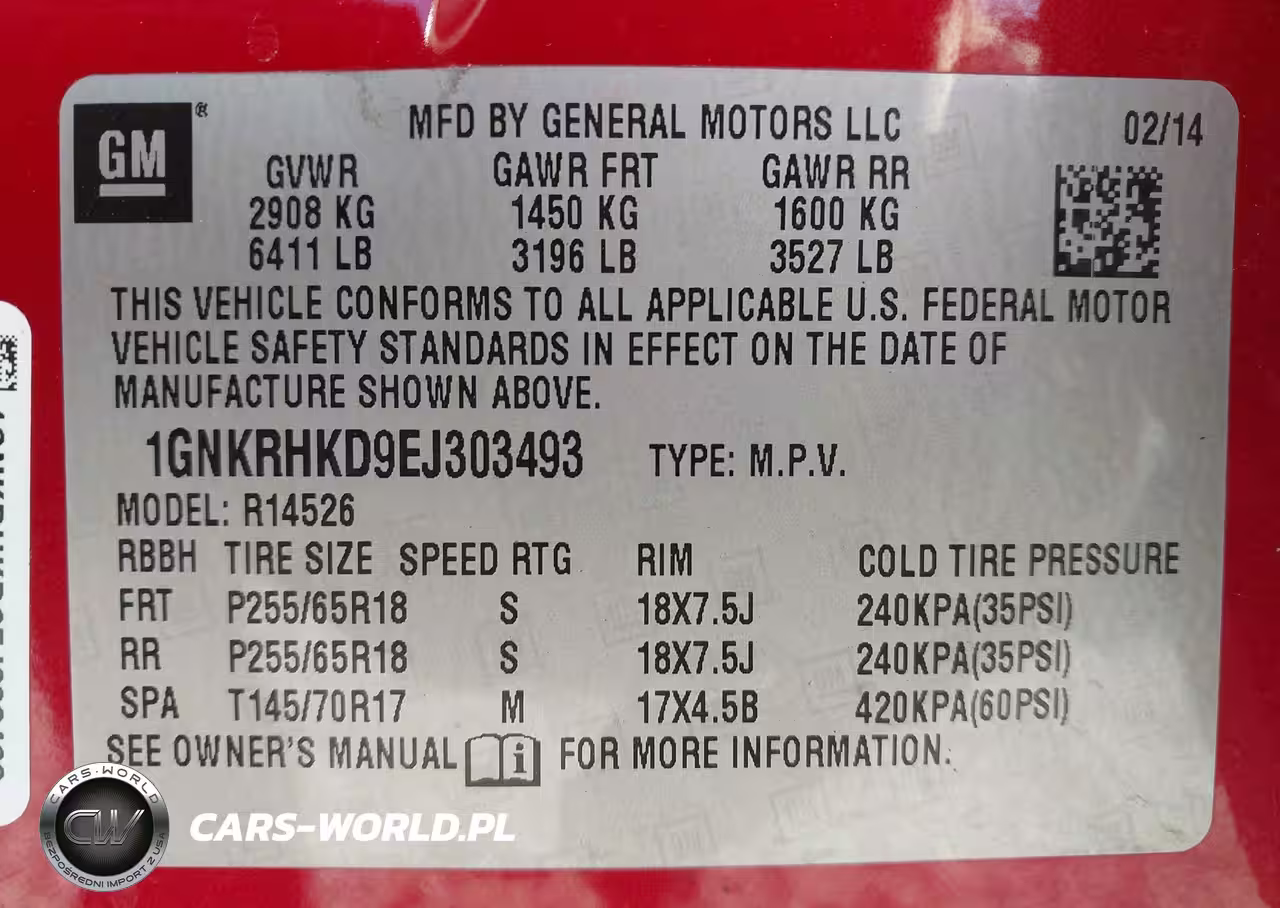 GM ®
MFD BY GENERAL MOTORS LLC 02/14
GVWR GAWR FRT GAWR RR
2908 KG 1450 KG 1600 KG
6411 LB 3196 LB 3527 LB
THIS VEHICLE CONFORMS TO ALL APPLICABLE U.S. FEDERAL MOTOR
VEHICLE SAFETY STANDARDS IN EFFECT ON THE DATE OF
MANUFACTURE SHOWN ABOVE.
1GNKRHKD9EJ303493 TYPE: M.P.V.
MODEL: R14526
RBBH TIRE SIZE SPEED RTG RIM COLD TIRE PRESSURE
FRT P255/65R18 S 18X7.5J 240KPA(35PSI)
RR P255/65R18 S 18X7.5J 240KPA(35PSI)
SPA T145/70R17 M 17X4.5B 420KPA(60PSI)
SEE OWNER'S MANUAL i FOR MORE INFORMATION.
CARS-WORLD
CW
BEZPOŚREDNI IMPORT Z USA
CARS-WORLD.PL